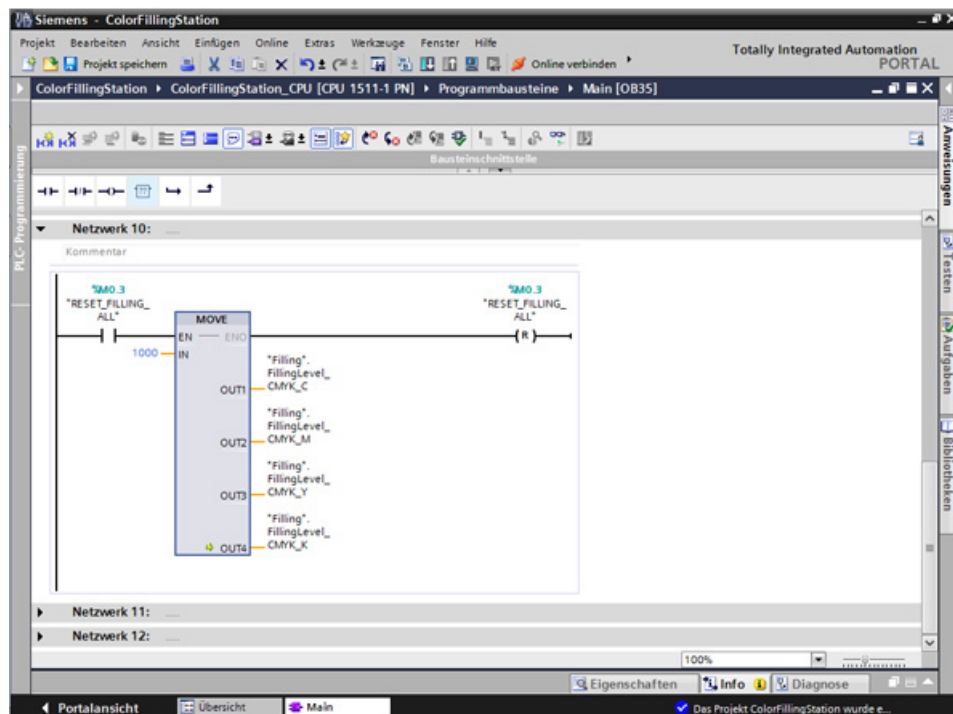 Siemens - ColorFillingStation
Projekt Bearbeiten Ansicht Einfügen Online Extras Werkzeuge Fenster Hilfe
Totally Integrated Automation
PORTAL
Projekt speichern
Online verbinden
ColorFillingStation ▸ ColorFillingStation_CPU [CPU 1511-1 PN] ▸ Programmbausteine ▸ Main [OB35]
Bausteinschnittstelle
PLC-Programmierung
Anweisungen
Testen
Aufgaben
Bibliotheken
Netzwerk 10: .....
Kommentar
%M0.3
"RESET_FILLING_
ALL"
MOVE
EN ENO
1000 IN
OUT1
"Filling".
FillingLevel_
CMYK_C
OUT2
"Filling".
FillingLevel_
CMYK_M
OUT3
"Filling".
FillingLevel_
CMYK_Y
OUT4
"Filling".
FillingLevel_
CMYK_K
%M0.3
"RESET_FILLING_
ALL"
R
Netzwerk 11: .....
Netzwerk 12: .....
100%
Eigenschaften Info Diagnose
Portalansicht Übersicht Main Das Projekt ColorFillingStation wurde e...